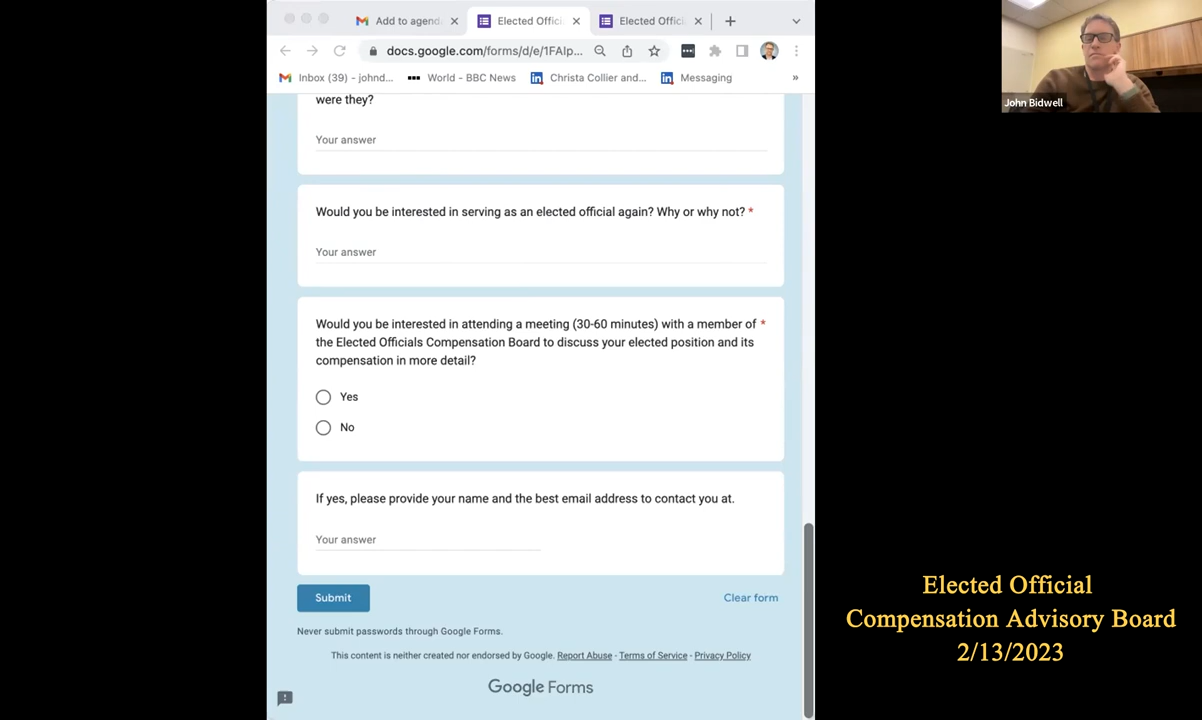 Add to agend
Elected Offici
Elected Offici
docs.google.com/forms/d/e/1FAIp...
Inbox (39) - johnd...
World - BBC News
Christa Collier and...
Messaging
»
John Bidwell
were they?
Your answer
Would you be interested in serving as an elected official again? Why or why not? *
Your answer
Would you be interested in attending a meeting (30-60 minutes) with a member of *
the Elected Officials Compensation Board to discuss your elected position and its
compensation in more detail?
Yes
No
If yes, please provide your name and the best email address to contact you at.
Your answer
Submit
Clear form
Never submit passwords through Google Forms.
This content is neither created nor endorsed by Google. Report Abuse - Terms of Service - Privacy Policy
Google Forms
Elected Official
Compensation Advisory Board
2/13/2023